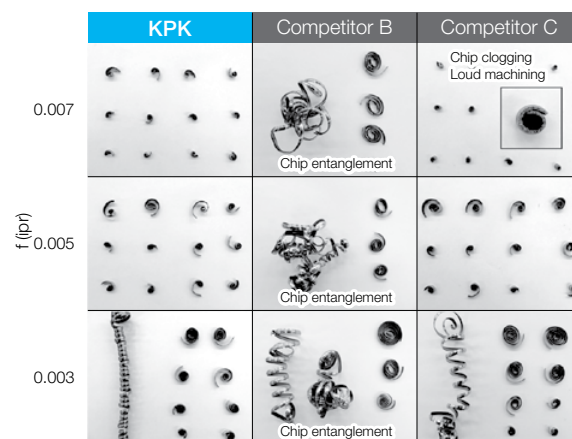 KPK Competitor B Competitor C
Chip clogging
Loud machining
0.007
Chip entanglement
f (ipr)
0.005
Chip entanglement
0.003
Chip entanglement